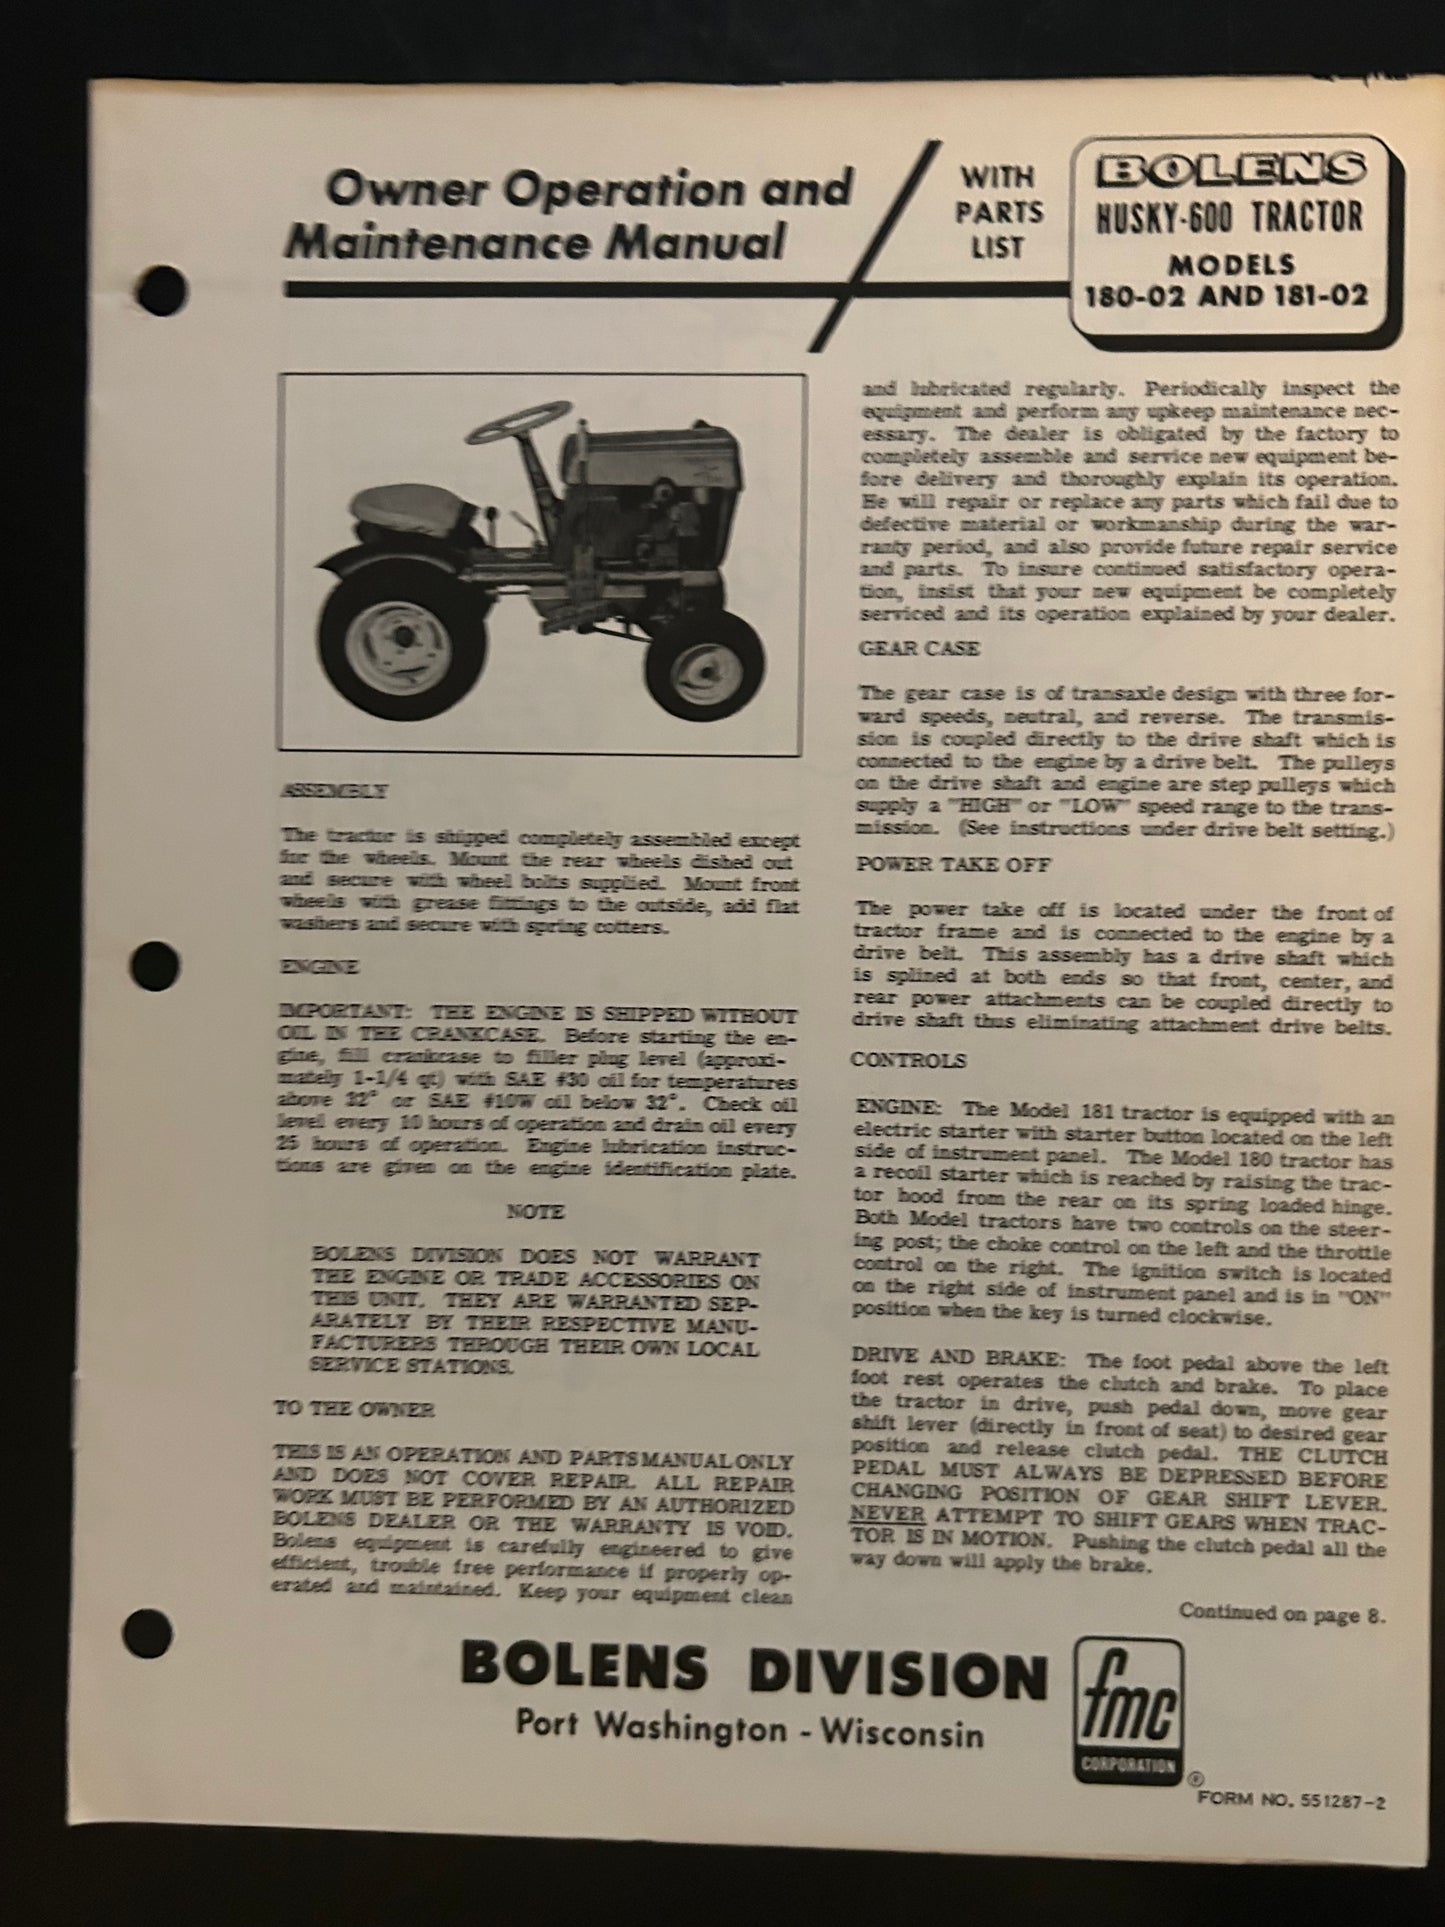 Owner Operation and
Maintenance Manual
WITH
PARTS
LIST
BOLENS
HUSKY-600 TRACTOR
MODELS
180-02 AND 181-02
ASSEMBLY
The tractor is shipped completely assembled except
for the wheels. Mount the rear wheels dished out
and secure with wheel bolts supplied. Mount front
wheels with grease fittings to the outside, add flat
washers and secure with spring cotters.
ENGINE
IMPORTANT: THE ENGINE IS SHIPPED WITHOUT
OIL IN THE CRANKCASE. Before starting the en-
gine, fill crankcase to filler plug level (approxi-
mately 1-1/4 qt) with SAE #30 oil for temperatures
above 32° or SAE #10W oil below 32°. Check oil
level every 10 hours of operation and drain oil every
25 hours of operation. Engine lubrication instruc-
tions are given on the engine identification plate.
NOTE
BOLENS DIVISION DOES NOT WARRANT
THE ENGINE OR TRADE ACCESSORIES ON
THIS UNIT. THEY ARE WARRANTED SEP-
ARATELY BY THEIR RESPECTIVE MANU-
FACTURERS THROUGH THEIR OWN LOCAL
SERVICE STATIONS.
TO THE OWNER
THIS IS AN OPERATION AND PARTS MANUAL ONLY
AND DOES NOT COVER REPAIR. ALL REPAIR
WORK MUST BE PERFORMED BY AN AUTHORIZED
BOLENS DEALER OR THE WARRANTY IS VOID.
Bolens equipment is carefully engineered to give
efficient, trouble free performance if properly op-
erated and maintained. Keep your equipment clean
and lubricated regularly. Periodically inspect the
equipment and perform any upkeep maintenance nec-
essary. The dealer is obligated by the factory to
completely assemble and service new equipment be-
fore delivery and thoroughly explain its operation.
He will repair or replace any parts which fail due to
defective material or workmanship during the war-
ranty period, and also provide future repair service
and parts. To insure continued satisfactory opera-
tion, insist that your new equipment be completely
serviced and its operation explained by your dealer.
GEAR CASE
The gear case is of transaxle design with three for-
ward speeds, neutral, and reverse. The transmis-
sion is coupled directly to the drive shaft which is
connected to the engine by a drive belt. The pulleys
on the drive shaft and engine are step pulleys which
supply a "HIGH" or "LOW" speed range to the trans-
mission. (See instructions under drive belt setting.)
POWER TAKE OFF
The power take off is located under the front of
tractor frame and is connected to the engine by a
drive belt. This assembly has a drive shaft which
is splined at both ends so that front, center, and
rear power attachments can be coupled directly to
drive shaft thus eliminating attachment drive belts.
CONTROLS
ENGINE: The Model 181 tractor is equipped with an
electric starter with starter button located on the left
side of instrument panel. The Model 180 tractor has
a recoil starter which is reached by raising the trac-
tor hood from the rear on its spring loaded hinge.
Both Model tractors have two controls on the steer-
ing post; the choke control on the left and the throttle
control on the right. The ignition switch is located
on the right side of instrument panel and is in "ON"
position when the key is turned clockwise.
DRIVE AND BRAKE: The foot pedal above the left
foot rest operates the clutch and brake. To place
the tractor in drive, push pedal down, move gear
shift lever (directly in front of seat) to desired gear
position and release clutch pedal. THE CLUTCH
PEDAL MUST ALWAYS BE DEPRESSED BEFORE
CHANGING POSITION OF GEAR SHIFT LEVER.
NEVER ATTEMPT TO SHIFT GEARS WHEN TRAC-
TOR IS IN MOTION. Pushing the clutch pedal all the
way down will apply the brake.
Continued on page 8.
BOLENS DIVISION
Port Washington - Wisconsin
fmc
CORPORATION
®
FORM NO. 551287-2